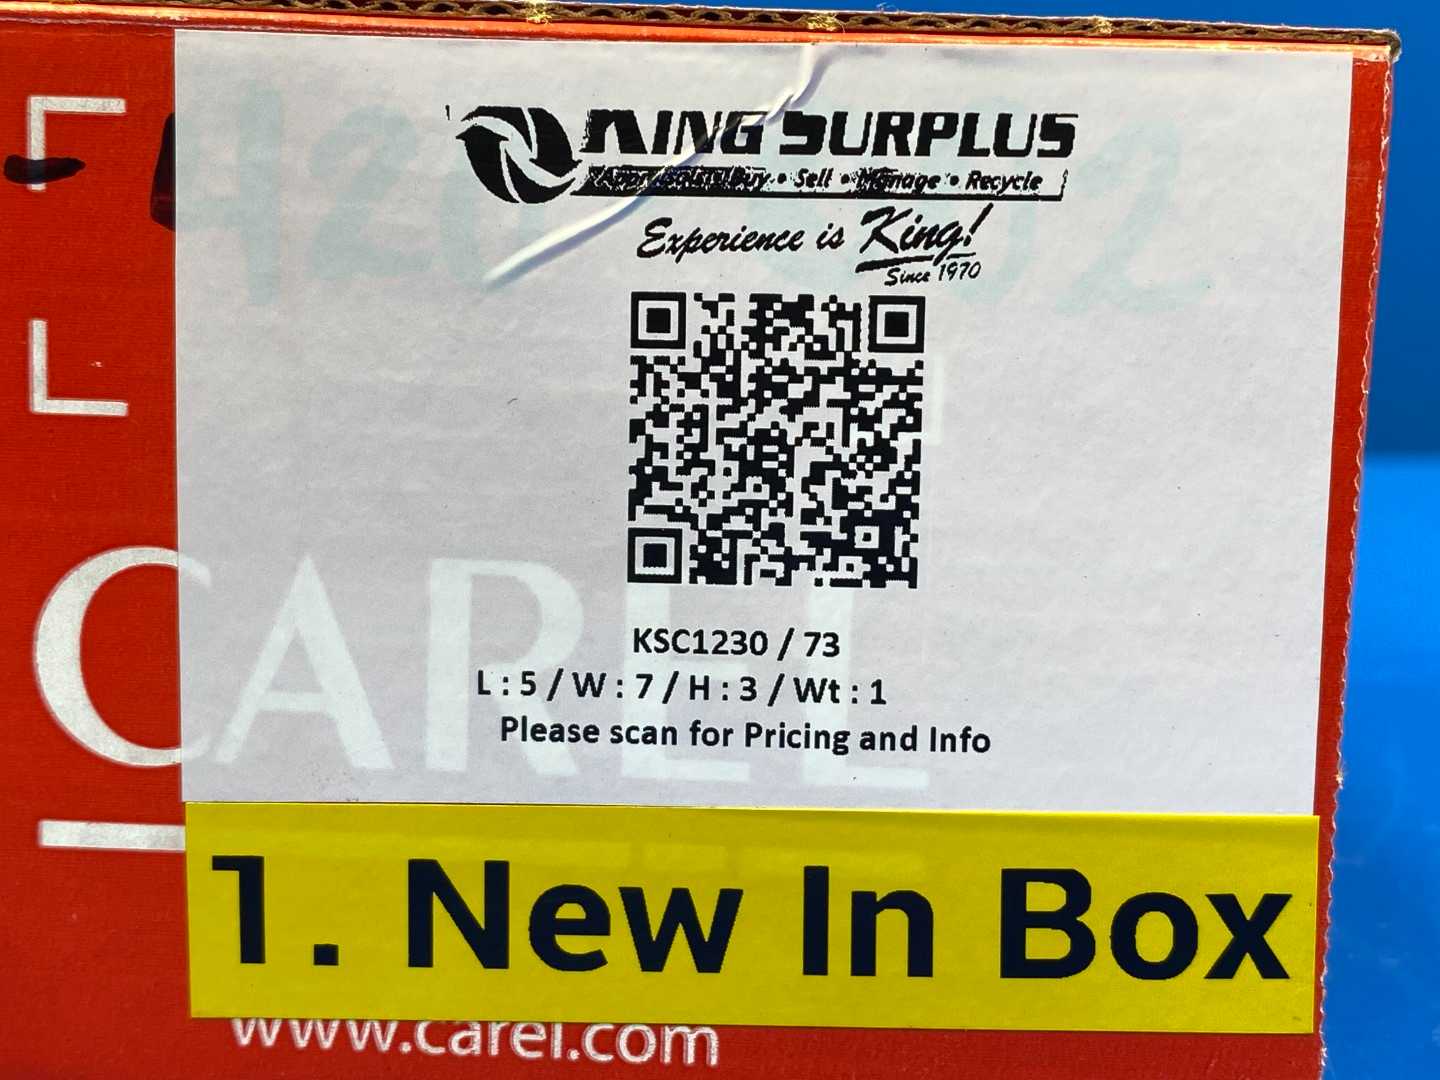 KING SURPLUS
Buy • Sell • Manage • Recycle
Experience is King!
Since 1970
KSC1230 / 73
L : 5 / W : 7 / H : 3 / Wt : 1
Please scan for Pricing and Info
CAREL
1. New In Box
www.carel.com